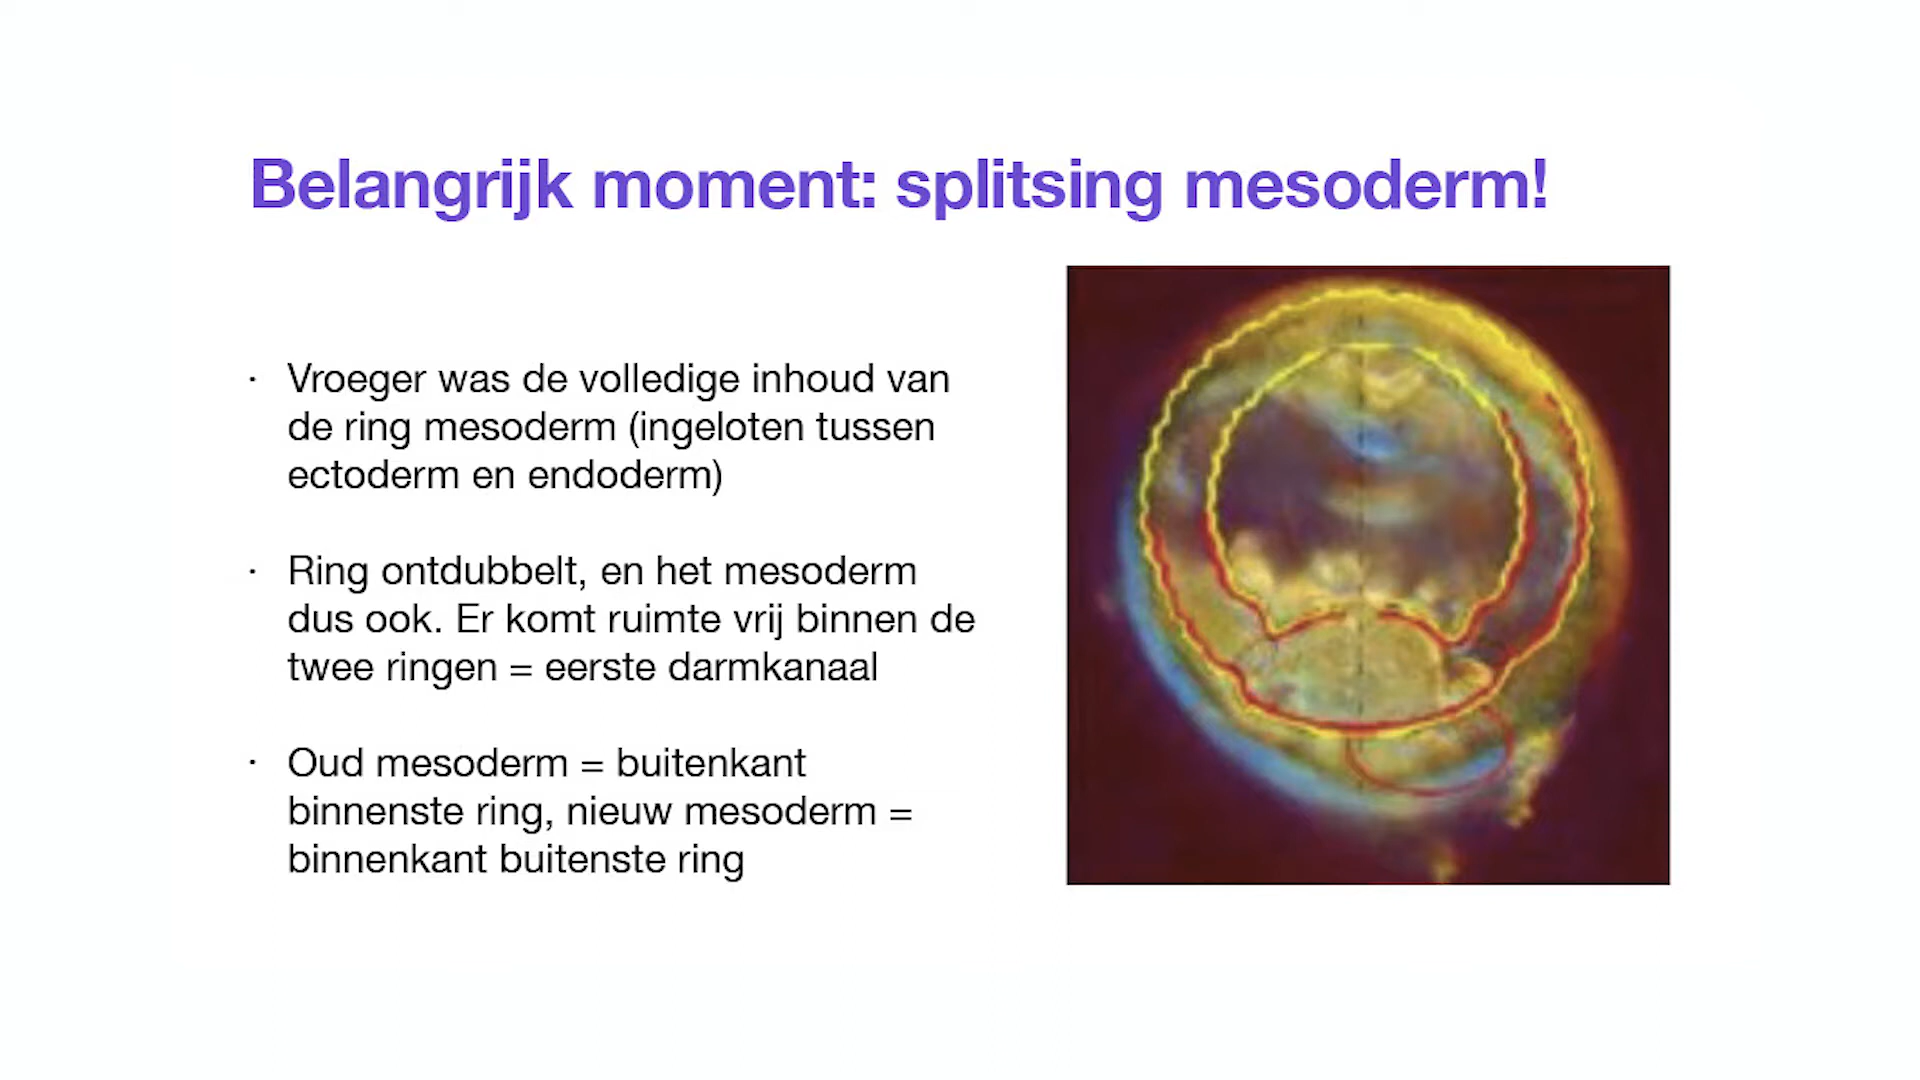 Belangrijk moment: splitsing mesoderm!
· Vroeger was de volledige inhoud van
de ring mesoderm (ingeloten tussen
ectoderm en endoderm)
· Ring ontdubbelt, en het mesoderm
dus ook. Er komt ruimte vrij binnen de
twee ringen = eerste darmkanaal
· Oud mesoderm = buitenkant
binnenste ring, nieuw mesoderm =
binnenkant buitenste ring